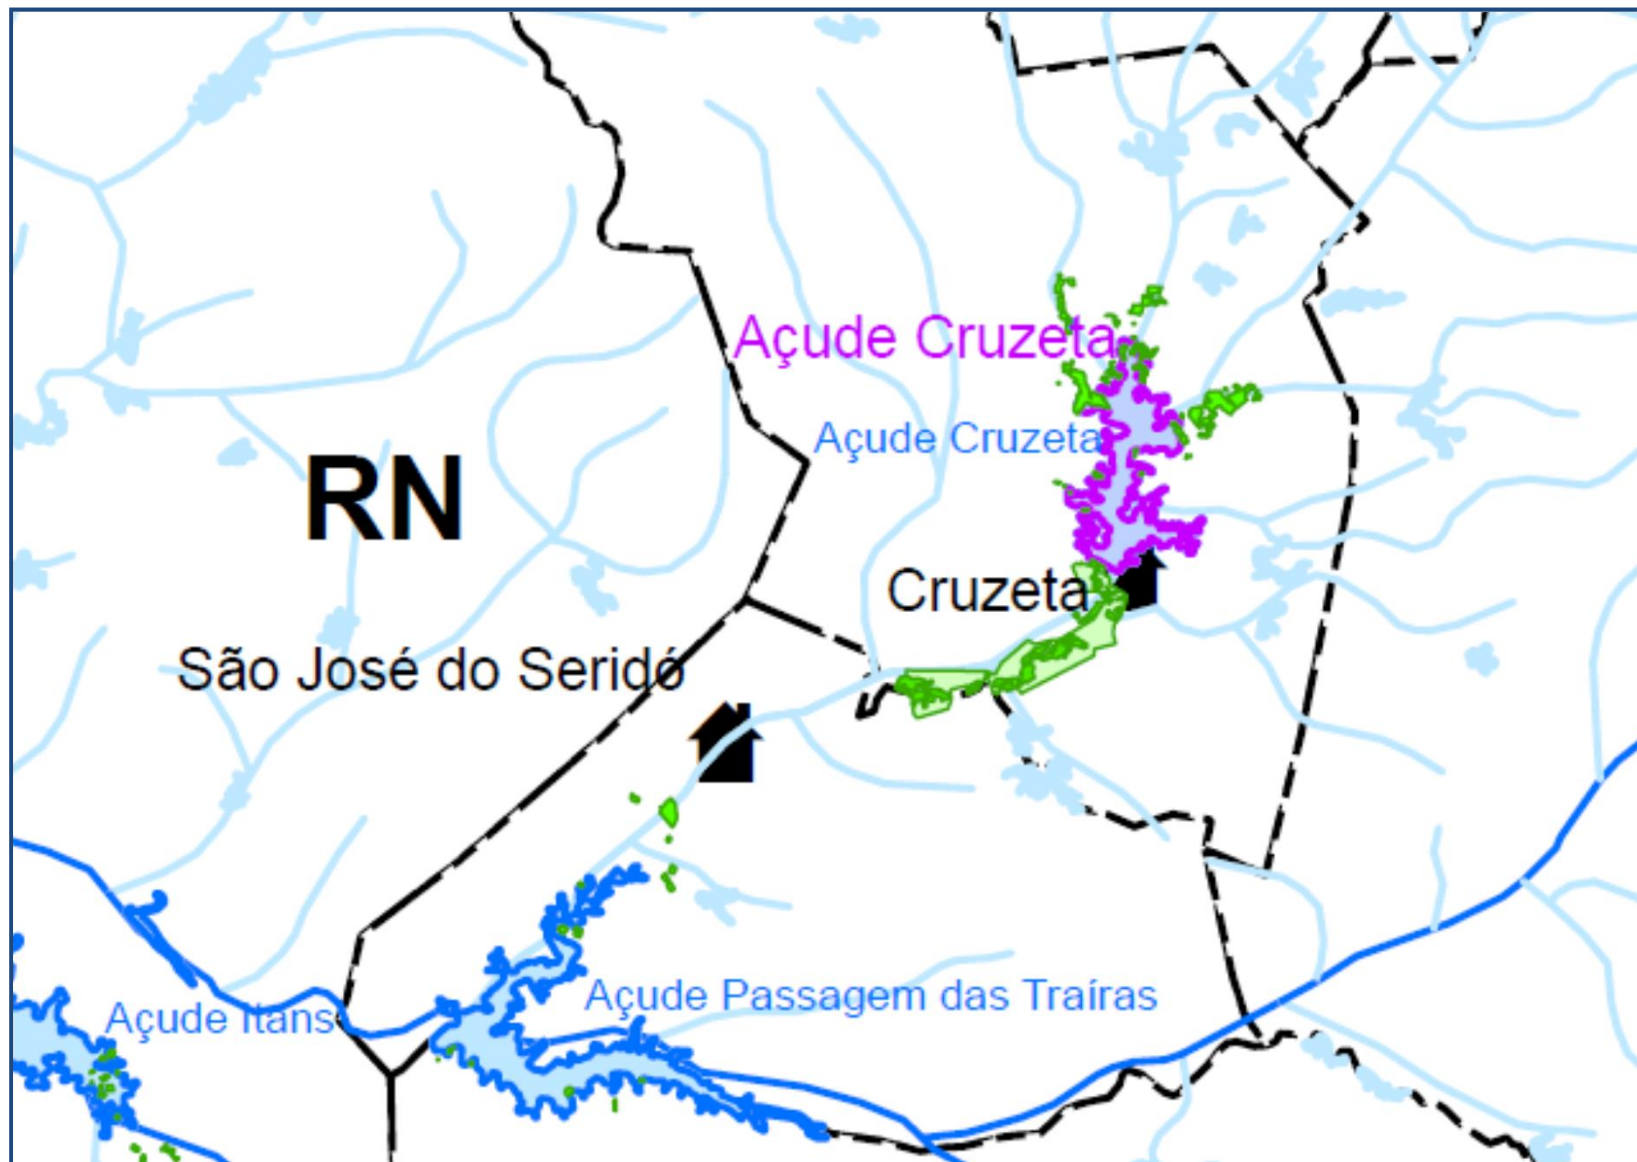 Açude Cruzeta
Açude Cruzeta
RN
Cruzeta
São José do Seridó
Açude Passagem das Traíras
Açude Itans